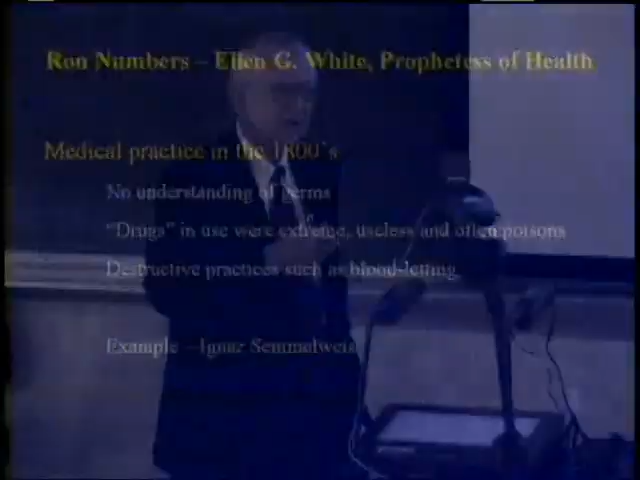 Ron Numbers – Ellen G. White, Prophetess of Health
Medical practice in the 1800's
No understanding of germs
"Drugs" in use were extreme, useless and often poisons
Destructive practices such as blood-letting
Example – Ignaz Semmelweis